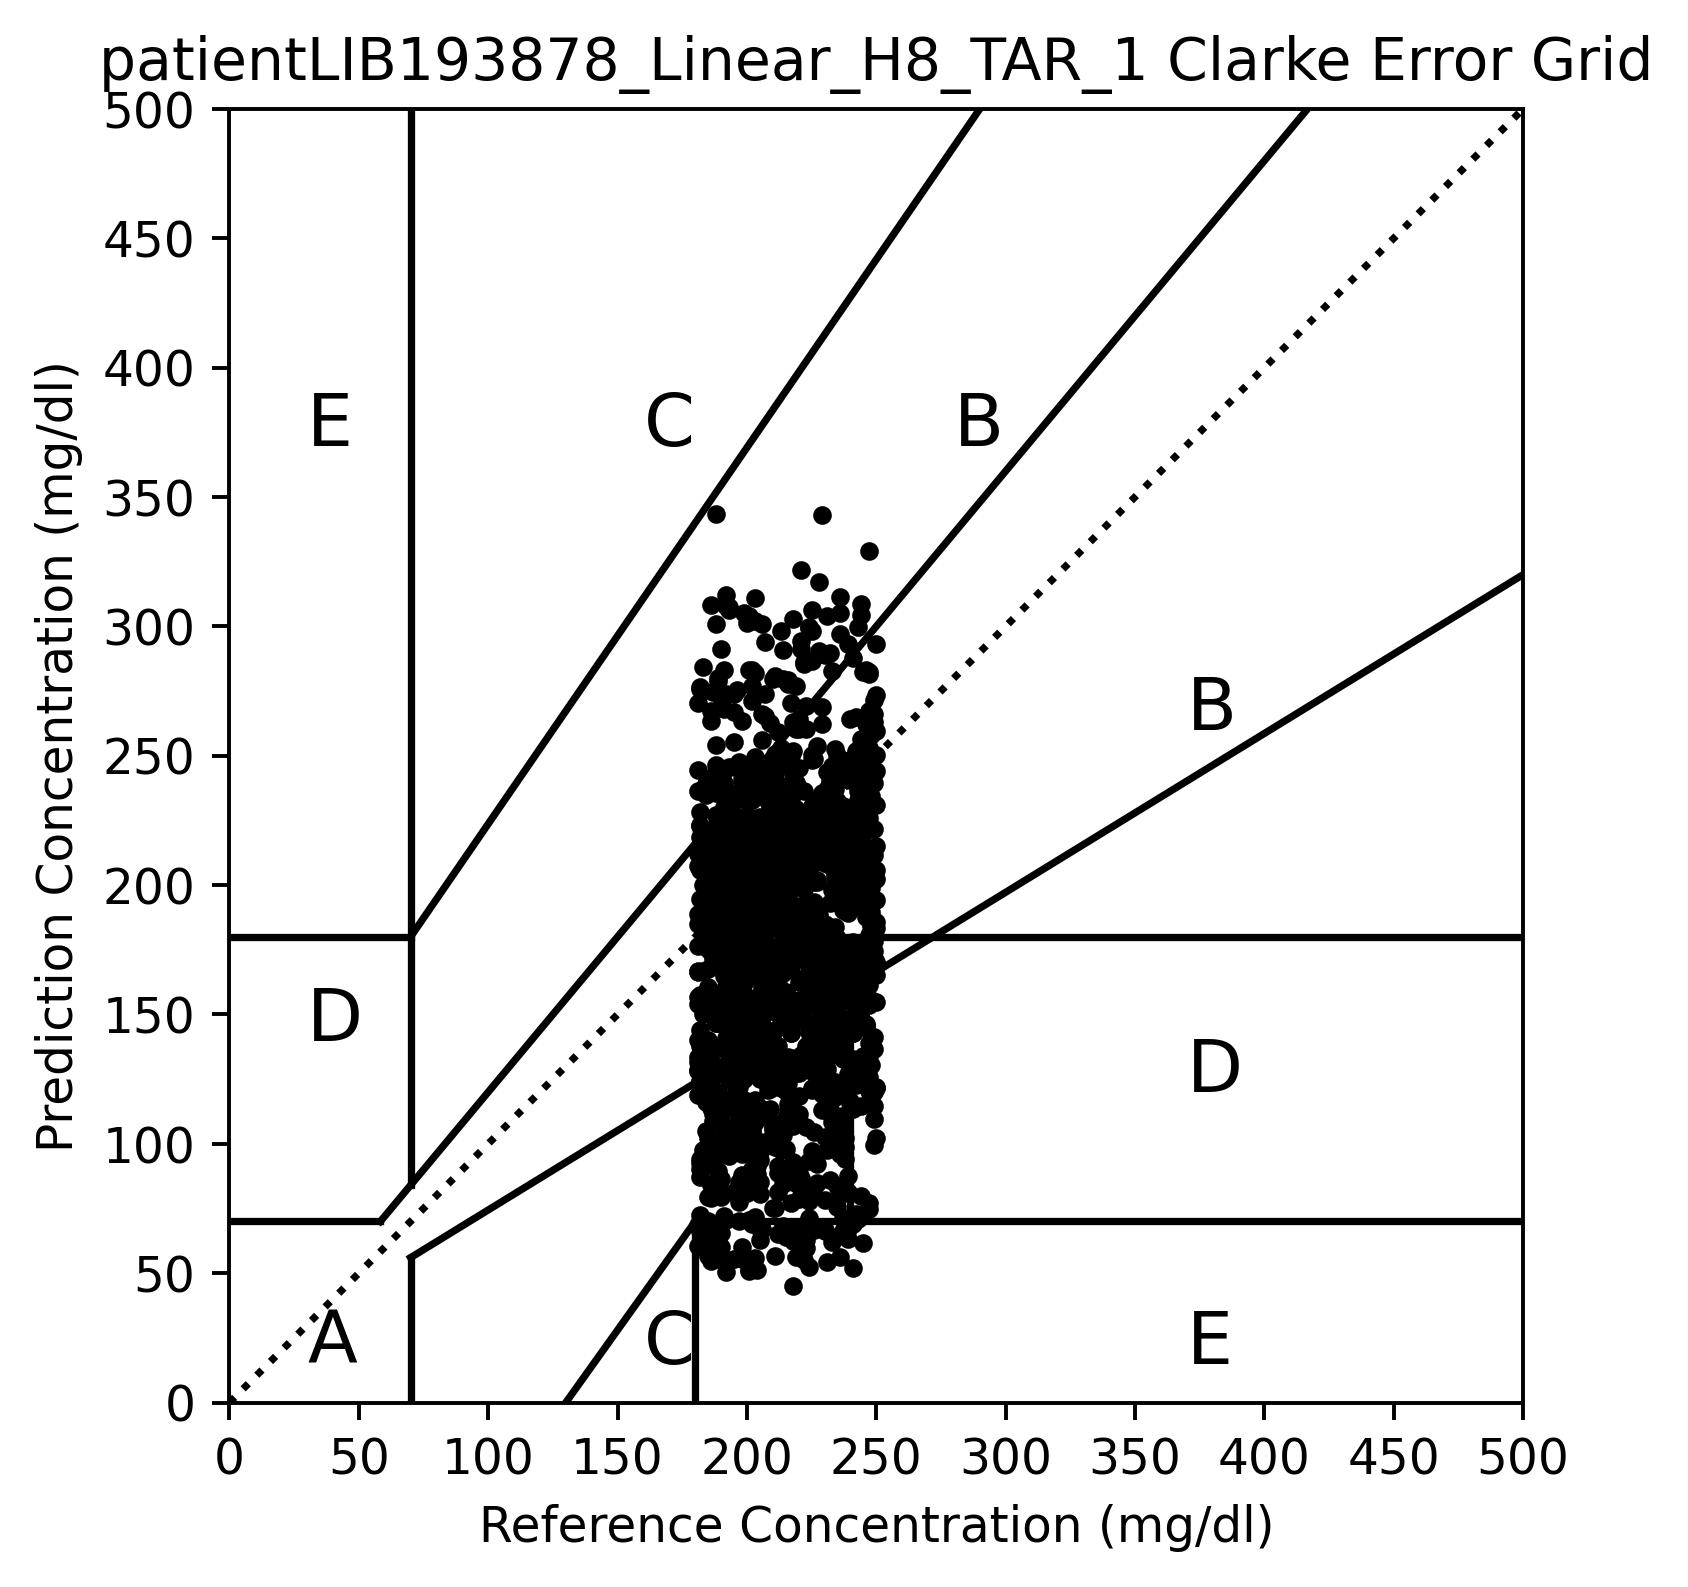 patientLIB193878_Linear_H8_TAR_1 Clarke Error Grid
500
450
400
350
300
250
200
150
100
50
0
Prediction Concentration (mg/dl)
E
C
B
B
D
D
A
C
E
0 50 100 150 200 250 300 350 400 450 500
Reference Concentration (mg/dl)